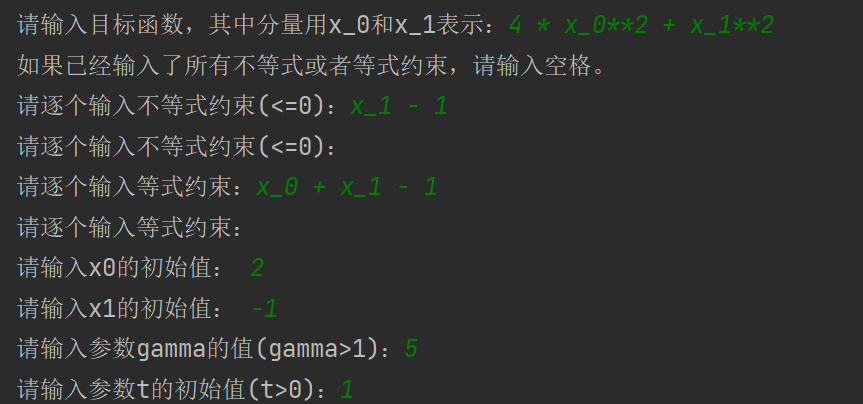 请输入目标函数，其中分量用x_0和x_1表示：4 * x_0**2 + x_1**2
如果已经输入了所有不等式或者等式约束，请输入空格。
请逐个输入不等式约束(<=0)：x_1 - 1
请逐个输入不等式约束(<=0)：
请逐个输入等式约束：x_0 + x_1 - 1
请逐个输入等式约束：
请输入x0的初始值： 2
请输入x1的初始值： -1
请输入参数gamma的值(gamma>1)：5
请输入参数t的初始值(t>0)：1